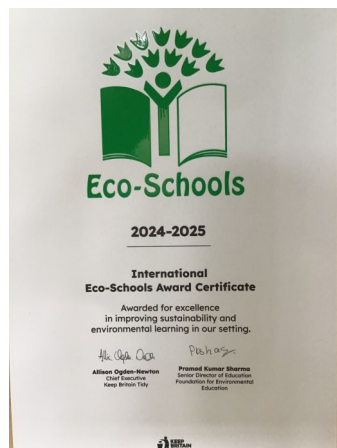 Eco-Schools
2024-2025
International
Eco-Schools Award Certificate
Awarded for excellence
in improving sustainability and
environmental learning in our setting.
Allison Ogden-Newton
Chief Executive
Keep Britain Tidy
Pramod Kumar Sharma
Senior Director of Education
Foundation for Environmental
Education
KEEP
BRITAIN